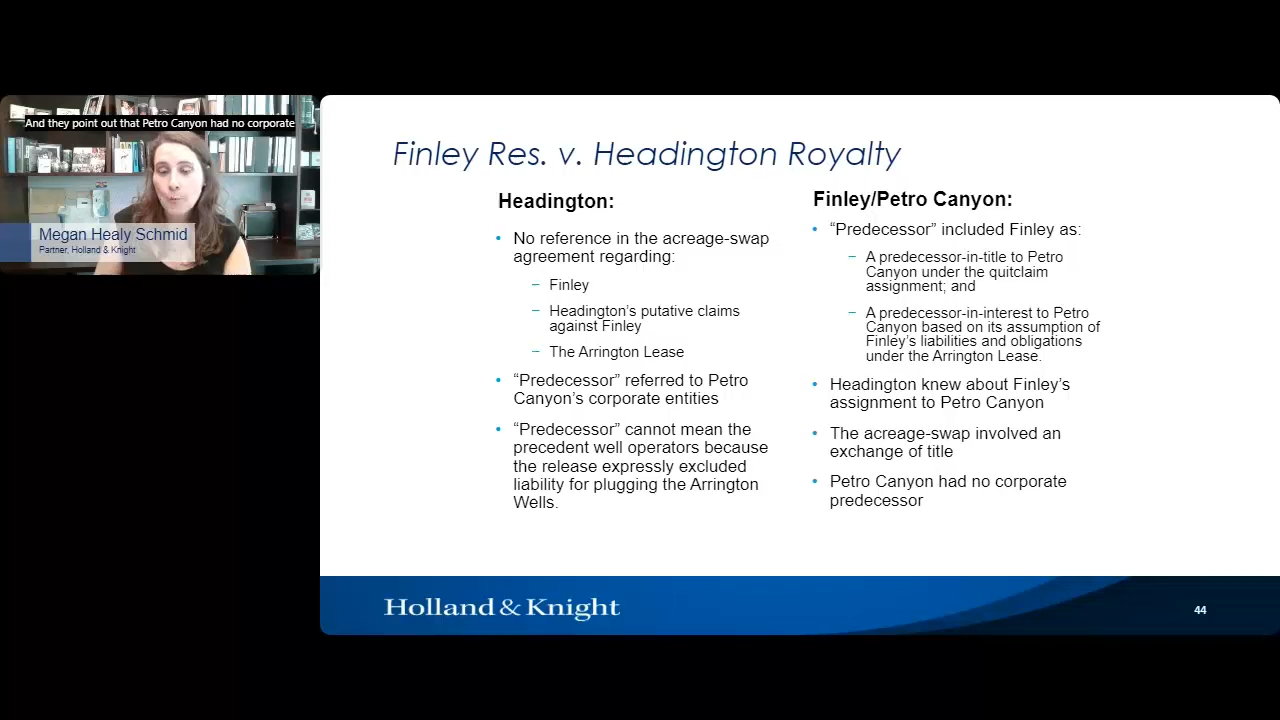 And they point out that Petro Canyon had no corporate
Megan Healy Schmid
Partner, Holland & Knight
Finley Res. v. Headington Royalty
Headington:
• No reference in the acreage-swap
agreement regarding:
– Finley
– Headington's putative claims
against Finley
– The Arrington Lease
• “Predecessor” referred to Petro
Canyon's corporate entities
• “Predecessor” cannot mean the
precedent well operators because
the release expressly excluded
liability for plugging the Arrington
Wells.
Finley/Petro Canyon:
• “Predecessor” included Finley as:
– A predecessor-in-title to Petro
Canyon under the quitclaim
assignment; and
– A predecessor-in-interest to Petro
Canyon based on its assumption of
Finley's liabilities and obligations
under the Arrington Lease.
• Headington knew about Finley's
assignment to Petro Canyon
• The acreage-swap involved an
exchange of title
• Petro Canyon had no corporate
predecessor
Holland & Knight
44